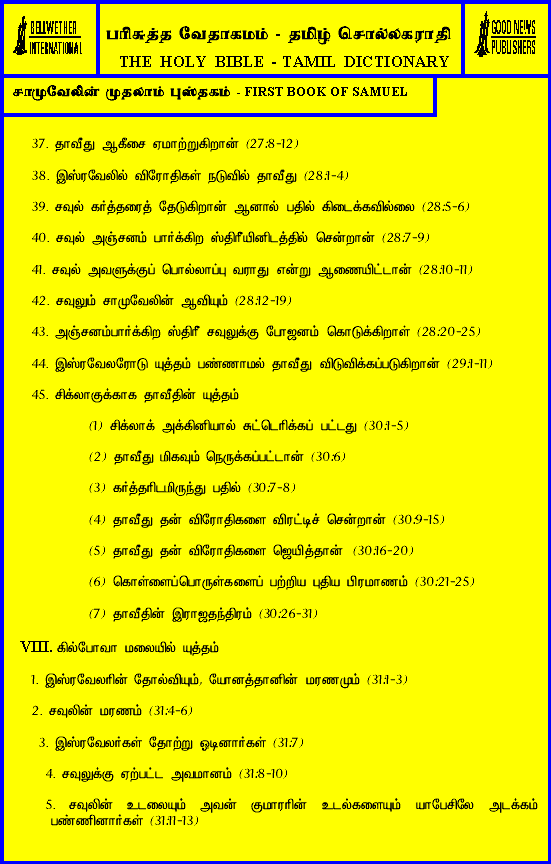 BELLWETHER
INTERNATIONAL
பரிசுத்த வேதாகமம் - தமிழ் சொல்லகராதி
THE HOLY BIBLE - TAMIL DICTIONARY
GOOD NEWS
PUBLISHERS
சாமுவேலின் முதலாம் புஸ்தகம் - FIRST BOOK OF SAMUEL
37. தாவீது ஆகீசை ஏமாற்றுகிறான் (27:8-12)
38. இஸ்ரவேலில் விரோதிகள் நடுவில் தாவீது (28:1-4)
39. சவுல் கர்த்தரைத் தேடுகிறான் ஆனால் பதில் கிடைக்கவில்லை (28:5-6)
40. சவுல் அஞ்சனம் பார்க்கிற ஸ்திரீயினிடத்தில் சென்றான் (28:7-9)
41. சவுல் அவளுக்குப் பொல்லாப்பு வராது என்று ஆணையிட்டான் (28:10-11)
42. சவுலும் சாமுவேலின் ஆவியும் (28:12-19)
43. அஞ்சனம்பார்க்கிற ஸ்திரீ சவுலுக்கு போஜனம் கொடுக்கிறாள் (28:20-25)
44. இஸ்ரவேலரோடு யுத்தம் பண்ணாமல் தாவீது விடுவிக்கப்படுகிறான் (29:1-11)
45. சிக்லாகுக்காக தாவீதின் யுத்தம்
(1) சிக்லாக் அக்கினியால் சுட்டெரிக்கப் பட்டது (30:1-5)
(2) தாவீது மிகவும் நெருக்கப்பட்டான் (30:6)
(3) கர்த்தரிடமிருந்து பதில் (30:7-8)
(4) தாவீது தன் விரோதிகளை விரட்டிச் சென்றான் (30:9-15)
(5) தாவீது தன் விரோதிகளை ஜெயித்தான் (30:16-20)
(6) கொள்ளைப்பொருள்களைப் பற்றிய புதிய பிரமாணம் (30:21-25)
(7) தாவீதின் இராஜதந்திரம் (30:26-31)
VIII. கில்போவா மலையில் யுத்தம்
1. இஸ்ரவேலரின் தோல்வியும், யோனத்தானின் மரணமும் (31:1-3)
2. சவுலின் மரணம் (31:4-6)
3. இஸ்ரவேலர்கள் தோற்று ஓடினார்கள் (31:7)
4. சவுலுக்கு ஏற்பட்ட அவமானம் (31:8-10)
5. சவுலின் உடலையும் அவன் குமாரரின் உடல்களையும் யாபேசிலே அடக்கம்
பண்ணினார்கள் (31:11-13)